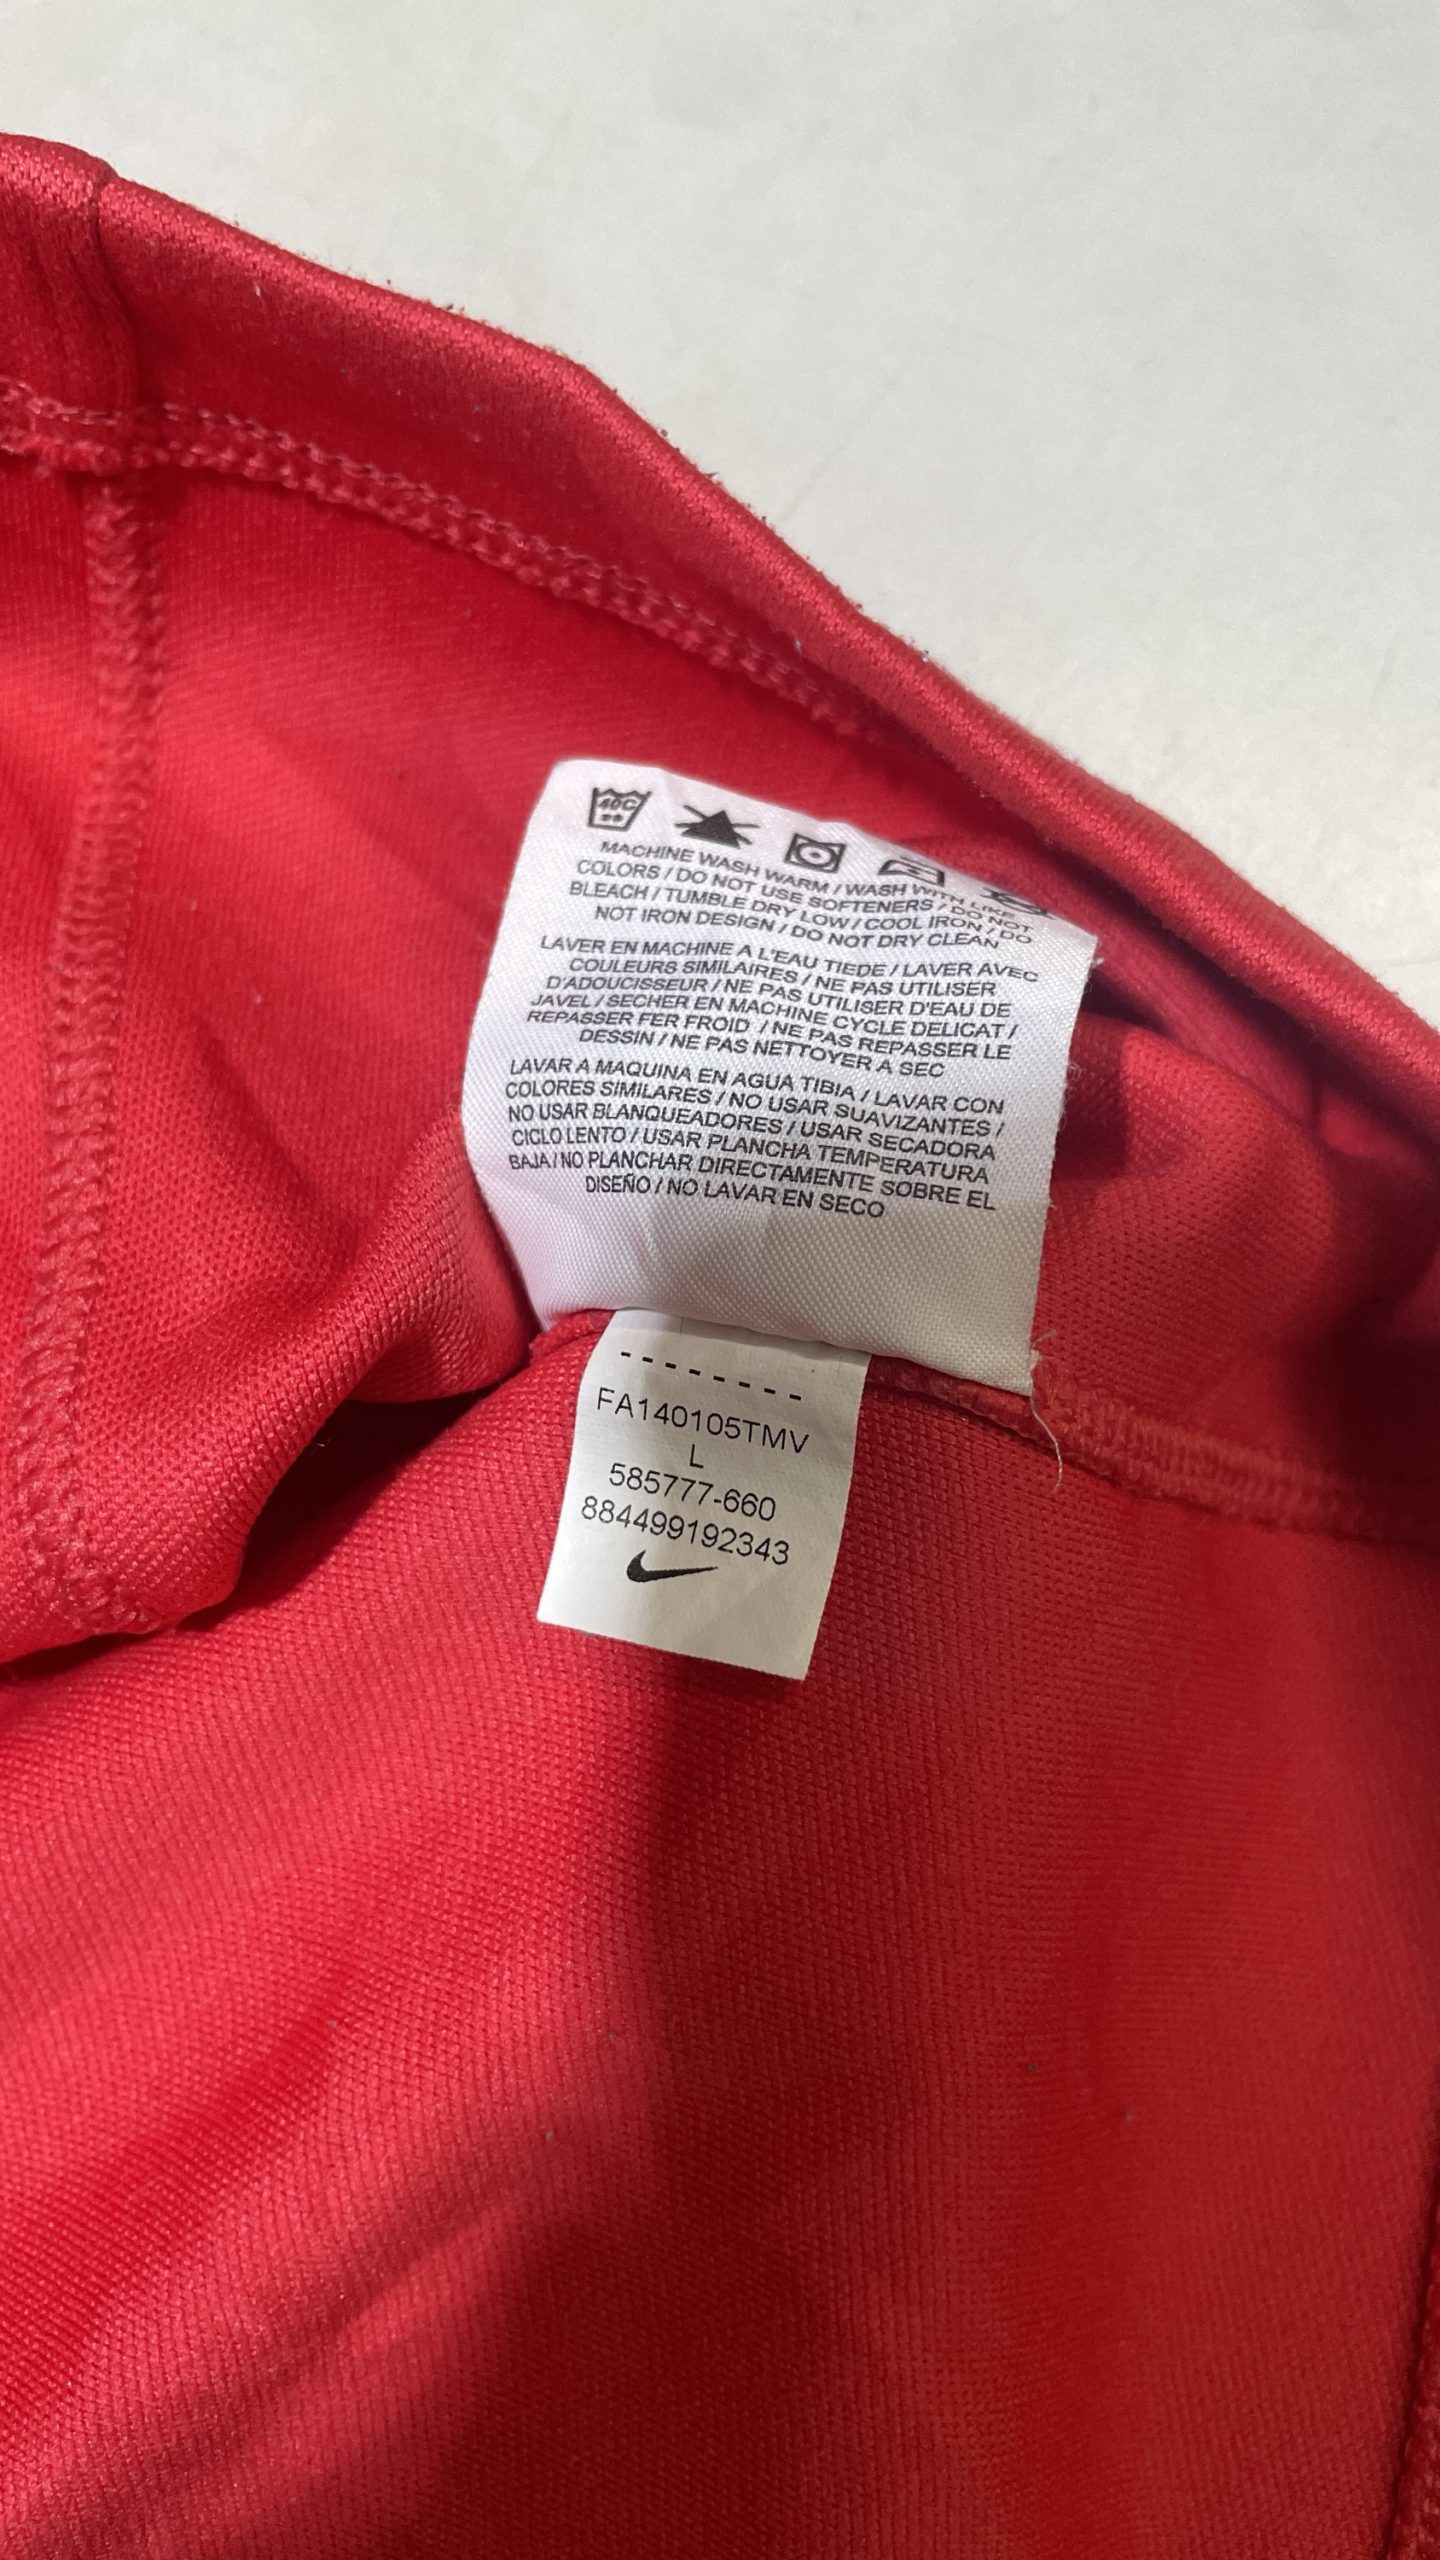 40C
MACHINE WASH WARM / WASH WITH LIKE
COLORS / DO NOT USE SOFTENERS / DO NOT
BLEACH / TUMBLE DRY LOW / COOL IRON / DO
NOT IRON DESIGN / DO NOT DRY CLEAN
LAVER EN MACHINE A L'EAU TIEDE / LAVER AVEC
COULEURS SIMILAIRES / NE PAS UTILISER
D'ADOUCISSEUR / NE PAS UTILISER D'EAU DE
JAVEL / SECHER EN MACHINE CYCLE DELICAT /
REPASSER FER FROID / NE PAS REPASSER LE
DESSIN / NE PAS NETTOYER A SEC
LAVAR A MAQUINA EN AGUA TIBIA / LAVAR CON
COLORES SIMILARES / NO USAR SUAVIZANTES /
NO USAR BLANQUEADORES / USAR SECADORA
CICLO LENTO / USAR PLANCHA TEMPERATURA
BAJA / NO PLANCHAR DIRECTAMENTE SOBRE EL
DISEÑO / NO LAVAR EN SECO
--------
FA140105TMV
L
585777-660
884499192343